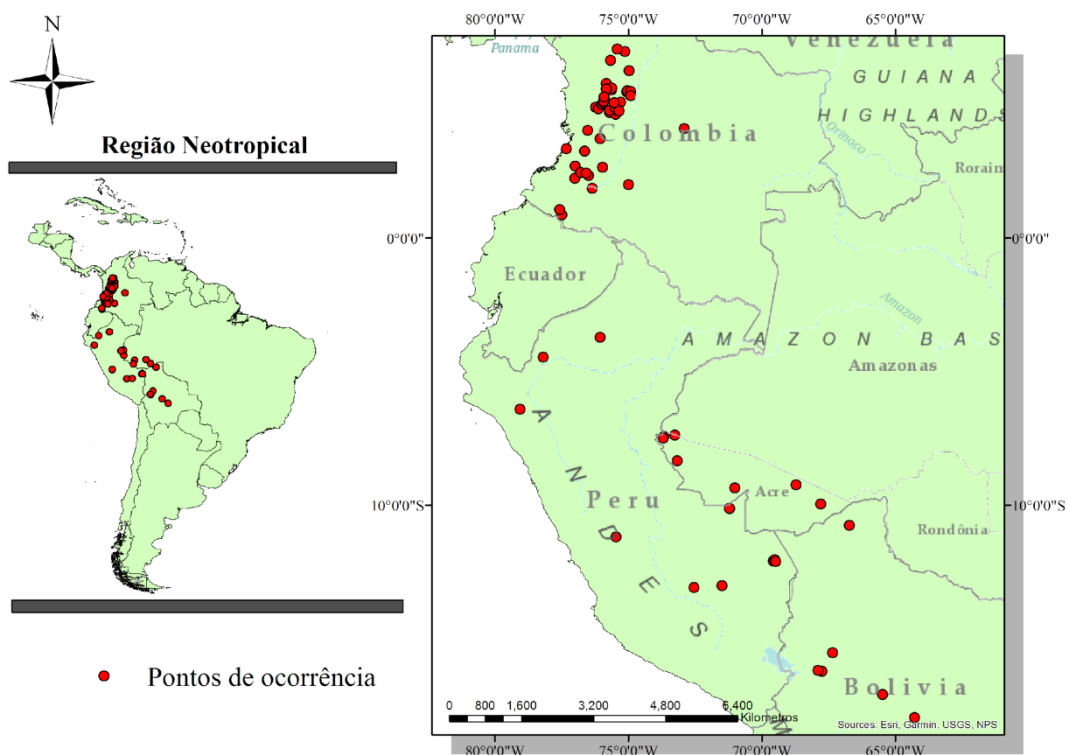 N
Região Neotropical
Pontos de ocorrência
80°0'0"W 75°0'0"W 70°0'0"W 65°0'0"W
Panama
Venezuela
GUIANA
HIGHLANDS
Colombia
Orinoco
Roraim
0°0'0"
Ecuador
Amazon
AMAZON BAS
Amazonas
ANDES
Peru
Acre
10°0'0"S 10°0'0"S
Rondônia
Bolivia
0 800 1,600 3,200 4,800 6,400
Kilometros
Sources: Esri, Garmin, USGS, NPS
80°0'0"W 75°0'0"W 70°0'0"W 65°0'0"W